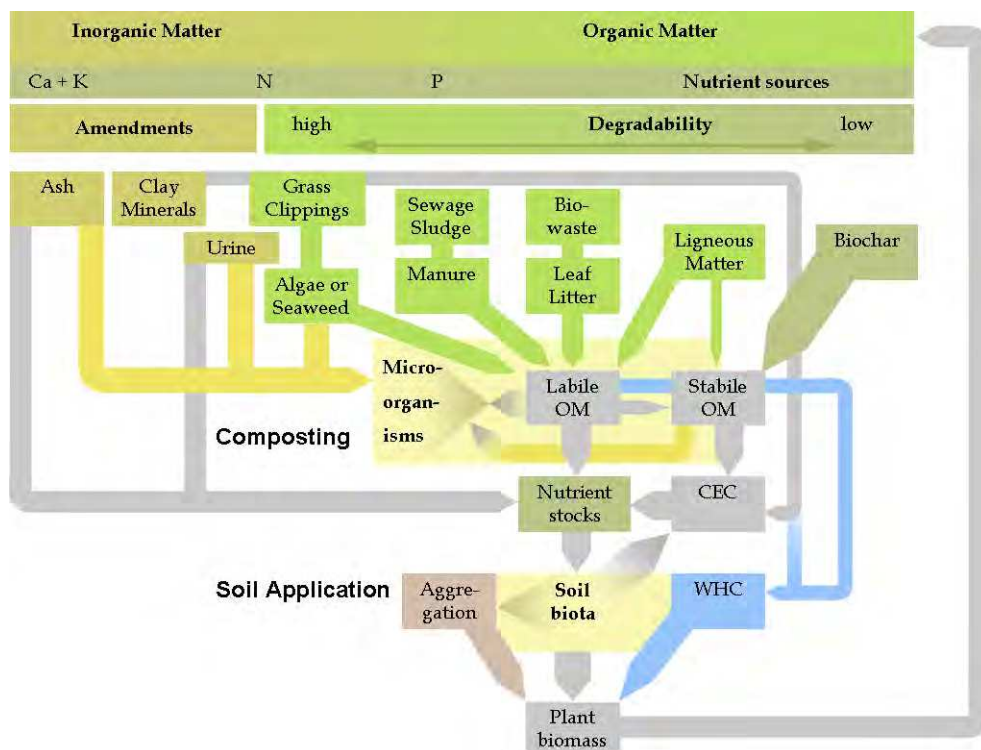 Inorganic Matter
Organic Matter
Ca + K
N
P
Nutrient sources
Amendments
high
Degradability
low
Ash
Clay
Minerals
Grass
Clippings
Sewage
Sludge
Bio-
waste
Ligneous
Matter
Biochar
Urine
Algae or
Seaweed
Manure
Leaf
Litter
Micro-
organ-
isms
Labile
OM
Stabile
OM
Composting
Nutrient
stocks
CEC
Soil Application
Aggre-
gation
Soil
biota
WHC
Plant
biomass